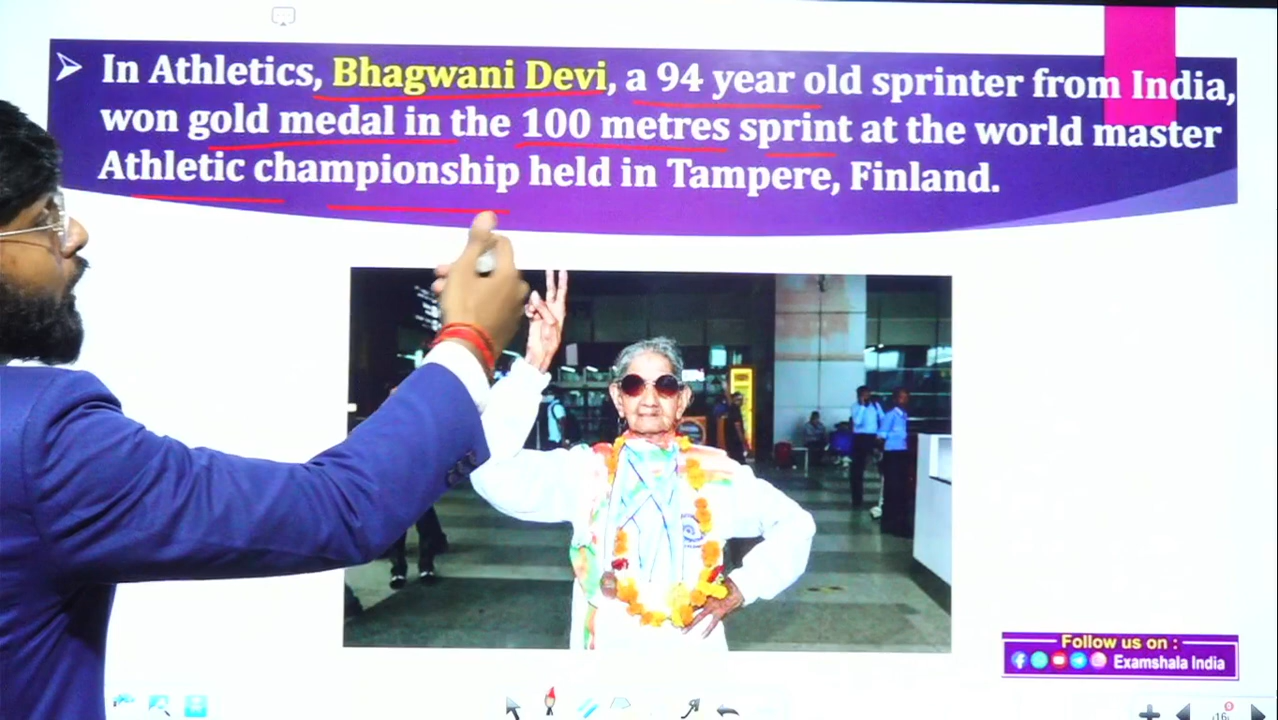 In Athletics, Bhagwani Devi, a 94 year old sprinter from India,
won gold medal in the 100 metres sprint at the world master
Athletic championship held in Tampere, Finland.
Follow us on :
Examshala India
16